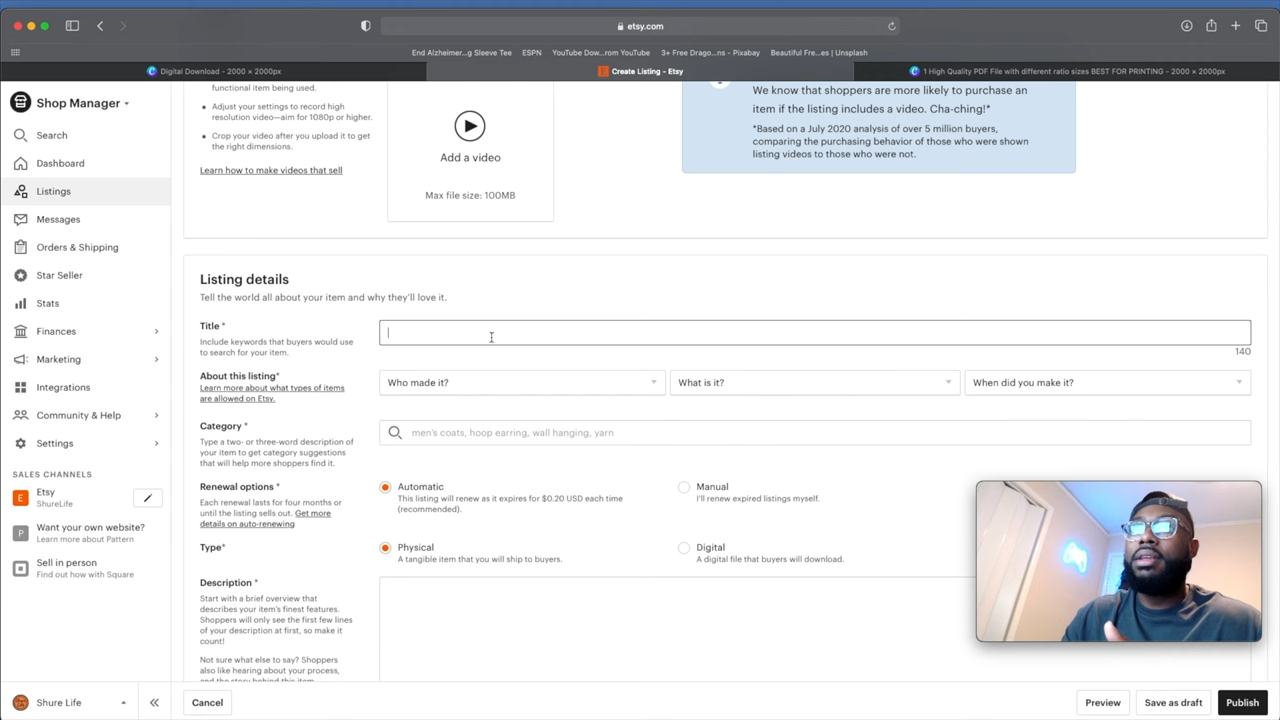 etsy.com
End Alzheimer...g Sleeve Tee
ESPN
YouTube Dow...rom YouTube
3+ Free Drago...ns - Pixabay
Beautiful Fre...es | Unsplash
Digital Download - 2000 × 2000px
Create Listing - Etsy
1 High Quality PDF File with different ratio sizes BEST FOR PRINTING - 2000 × 2000px
Shop Manager
Search
Dashboard
Listings
Messages
Orders & Shipping
Star Seller
Stats
Finances
Marketing
Integrations
Community & Help
Settings
SALES CHANNELS
Etsy
ShureLife
Want your own website?
Learn more about Pattern
Sell in person
Find out how with Square
Shure Life
functional item being used.
• Adjust your settings to record high
resolution video—aim for 1080p or higher.
• Crop your video after you upload it to get
the right dimensions.
Learn how to make videos that sell
Add a video
Max file size: 100MB
We know that shoppers are more likely to purchase
an item if the listing includes a video. Cha-ching!*
*Based on a July 2020 analysis of over 5 million buyers,
comparing the purchasing behavior of those who were shown
listing videos to those who were not.
Listing details
Tell the world all about your item and why they'll love it.
Title *
Include keywords that buyers would use
to search for your item.
140
About this listing*
Learn more about what types of items
are allowed on Etsy.
Who made it?
What is it?
When did you make it?
Category *
Type a two- or three-word description of
your item to get category suggestions
that will help more shoppers find it.
men's coats, hoop earring, wall hanging, yarn
Renewal options *
Each renewal lasts for four months or
until the listing sells out. Get more
details on auto-renewing
Automatic
This listing will renew as it expires for $0.20 USD each time
(recommended).
Manual
I'll renew expired listings myself.
Type*
Physical
A tangible item that you will ship to buyers.
Digital
A digital file that buyers will download.
Description *
Start with a brief overview that
describes your item's finest features.
Shoppers will only see the first few lines
of your description at first, so make it
count!
Not sure what else to say? Shoppers
also like hearing about your process,
and the story behind this item.
Cancel
Preview
Save as draft
Publish